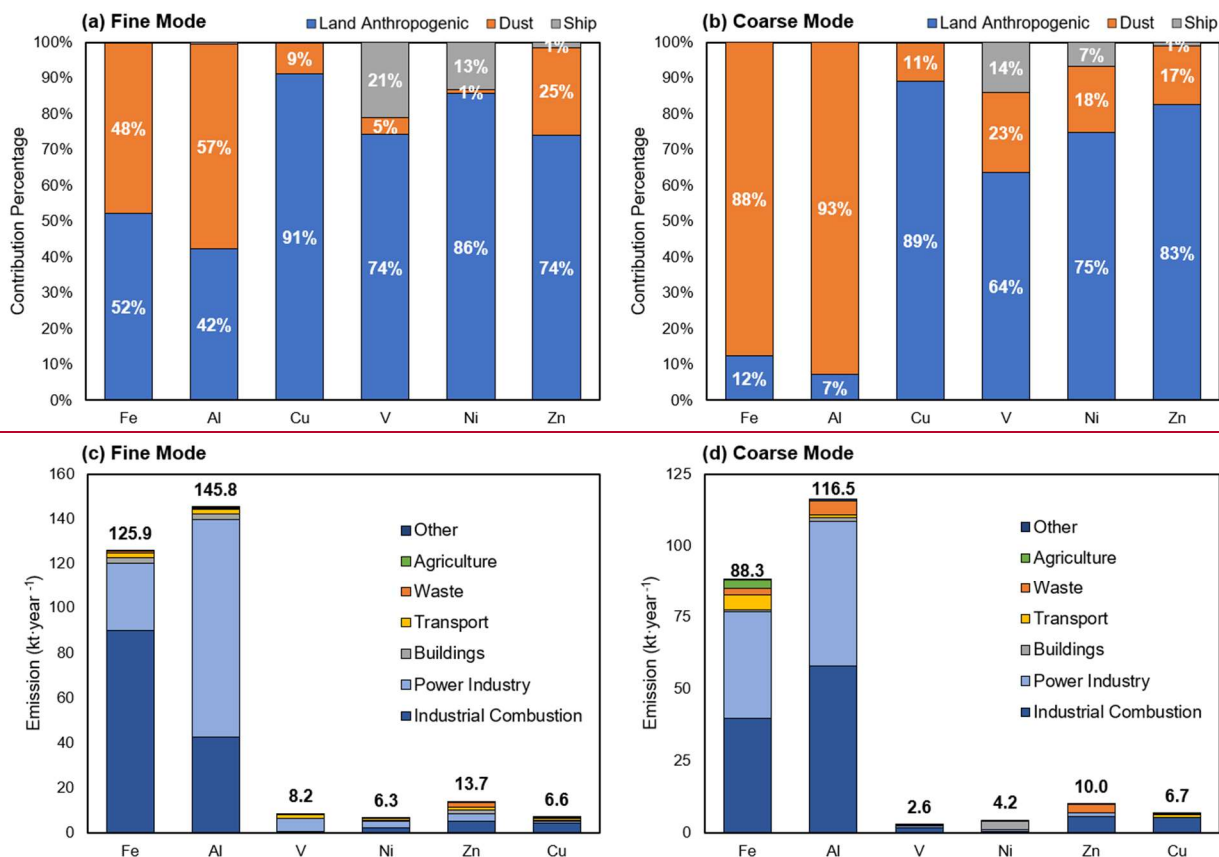 (a) Fine Mode
Land Anthropogenic Dust Ship
Contribution Percentage
100%
90%
80%
70%
60%
50%
40%
30%
20%
10%
0%
48% 57% 9% 21% 13% 1%
5% 1% 25%
52% 42% 91% 74% 86% 74%
Fe Al Cu V Ni Zn
(b) Coarse Mode
Land Anthropogenic Dust Ship
Contribution Percentage
100%
90%
80%
70%
60%
50%
40%
30%
20%
10%
0%
88% 93% 11% 14% 7% 1%
23% 18% 17%
12% 7% 89% 64% 75% 83%
Fe Al Cu V Ni Zn
(c) Fine Mode
Emission (kt·year -1)
160
140
120
100
80
60
40
20
0
125.9 145.8 8.2 6.3 13.7 6.6
Other
Agriculture
Waste
Transport
Buildings
Power Industry
Industrial Combustion
Fe Al V Ni Zn Cu
(d) Coarse Mode
Emission (kt·year -1)
125
100
75
50
25
0
88.3 116.5 2.6 4.2 10.0 6.7
Other
Agriculture
Waste
Transport
Buildings
Power Industry
Industrial Combustion
Fe Al V Ni Zn Cu